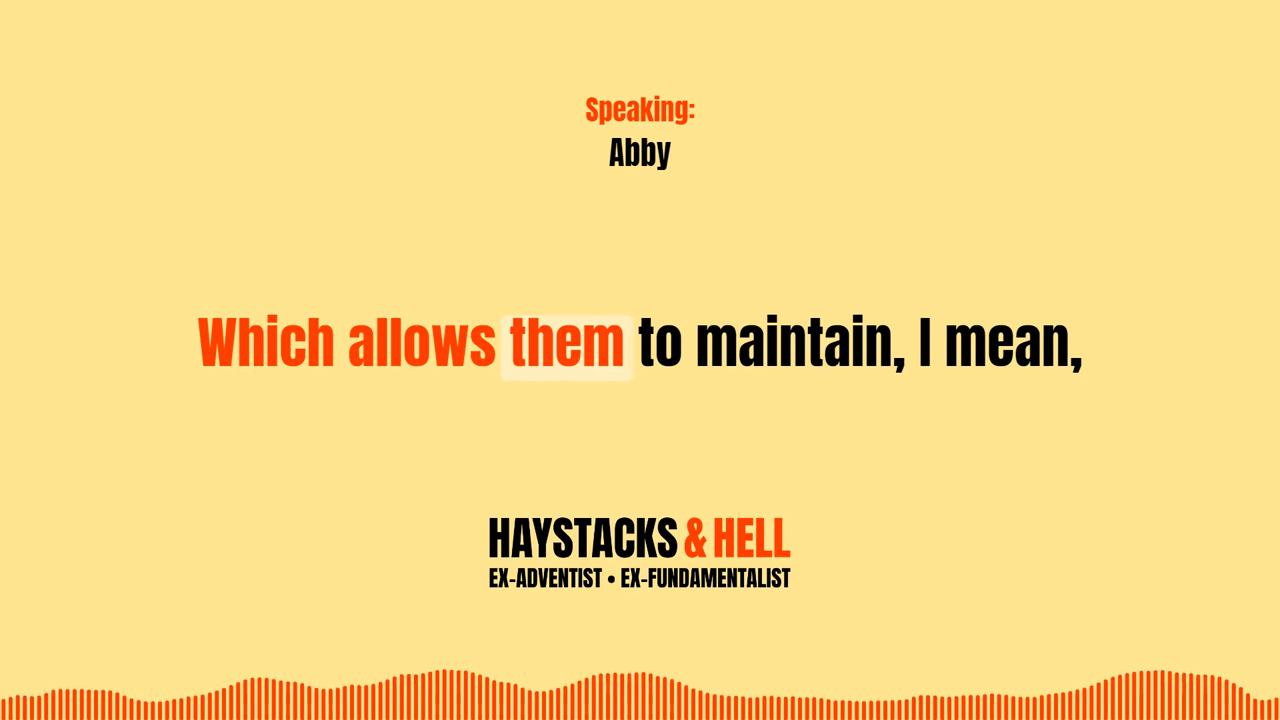 Speaking:
Abby
Which allows them to maintain, I mean,
HAYSTACKS & HELL
EX-ADVENTIST • EX-FUNDAMENTALIST